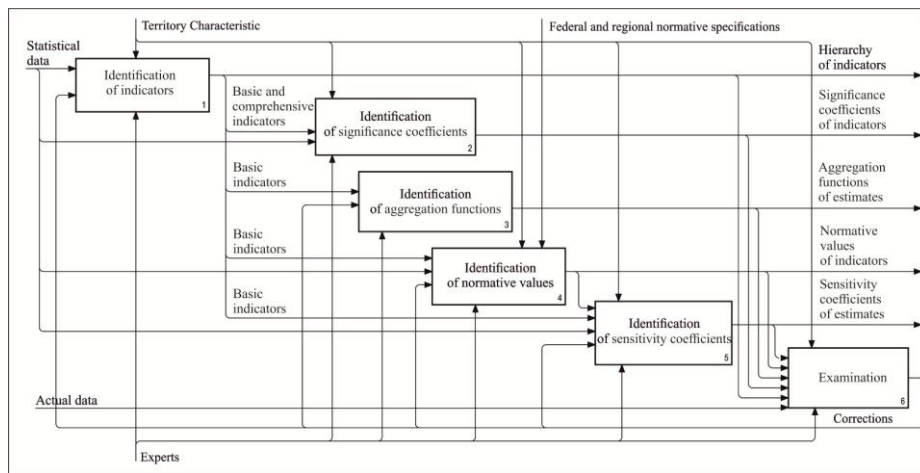 Territory Characteristic
Federal and regional normative specifications
Statistical
data
Identification
of indicators
1
Hierarchy
of indicators
Basic and
comprehensive
indicators
Identification
of significance coefficients
2
Significance
coefficients
of indicators
Basic
indicators
Identification
of aggregation functions
3
Aggregation
functions
of estimates
Basic
indicators
Identification
of normative values
4
Normative
values
of indicators
Basic
indicators
Identification
of sensitivity coefficients
5
Sensitivity
coefficients
of estimates
Examination
6
Actual data
Corrections
Experts